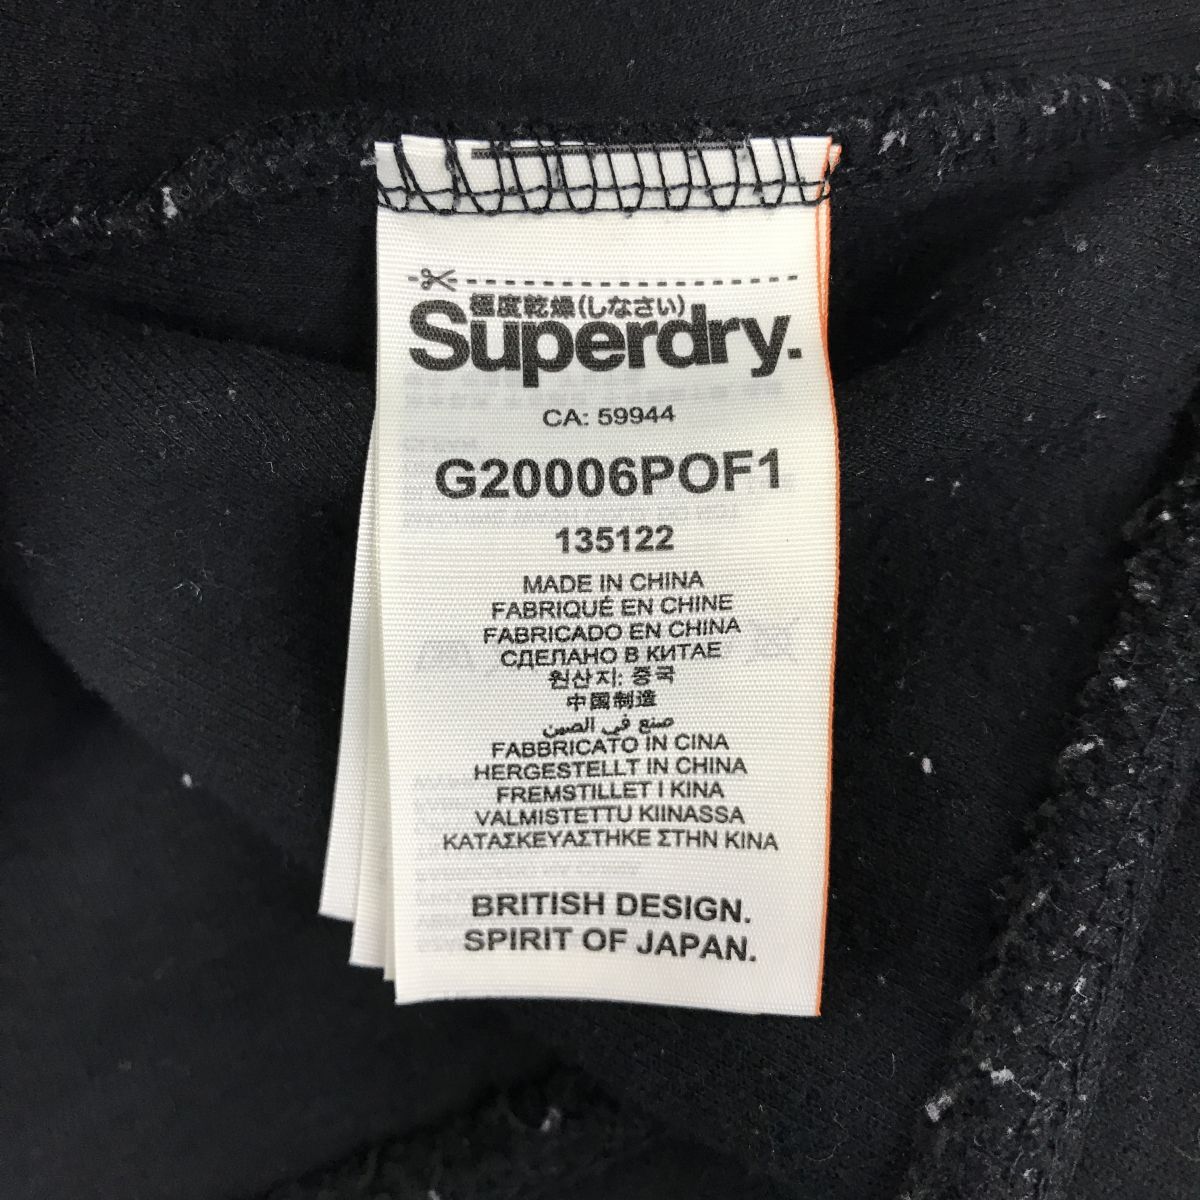 極度乾燥(しなさい)
Superdry.
CA: 59944
G20006POF1
135122
MADE IN CHINA
FABRIQUÉ EN CHINE
FABRICADO EN CHINA
СДЕЛАНО В КИТАЕ
원산지: 중국
中国制造
صنع في الصين
FABBRICATO IN CINA
HERGESTELLT IN CHINA
FREMSTILLET I KINA
VALMISTETTU KIINASSA
ΚΑΤΑΣΚΕΥΑΣΤΗΚΕ ΣΤΗΝ ΚΙΝΑ
BRITISH DESIGN.
SPIRIT OF JAPAN.